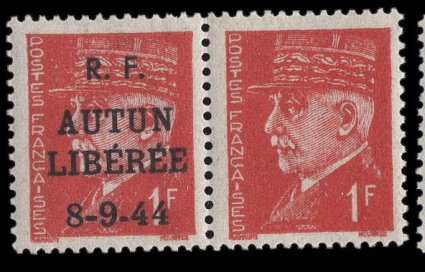 POSTES FRANÇAISES
R. F.
AUTUN
LIBÉRÉE
8-9-44
1F
POSTES FRANÇAISES
1F